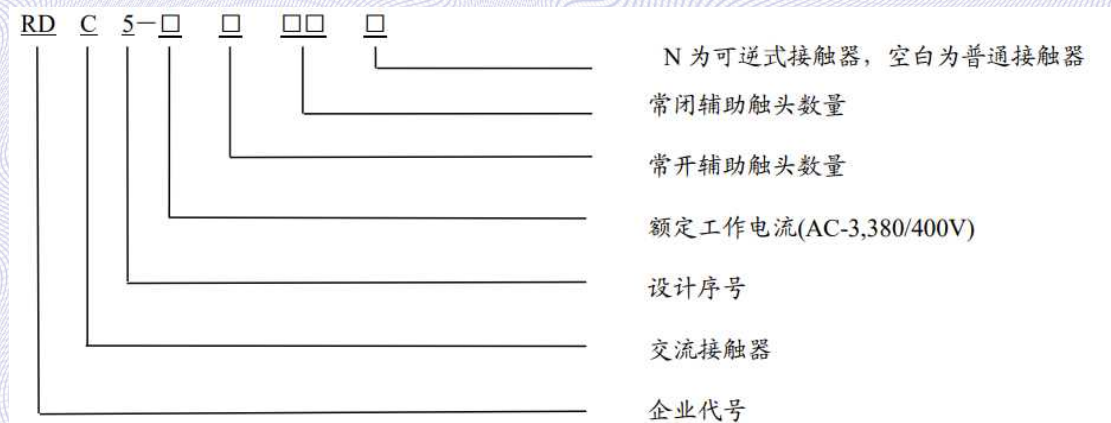 RD C 5－□ □ □□ □
N 为可逆式接触器，空白为普通接触器
常闭辅助触头数量
常开辅助触头数量
额定工作电流(AC-3,380/400V)
设计序号
交流接触器
企业代号